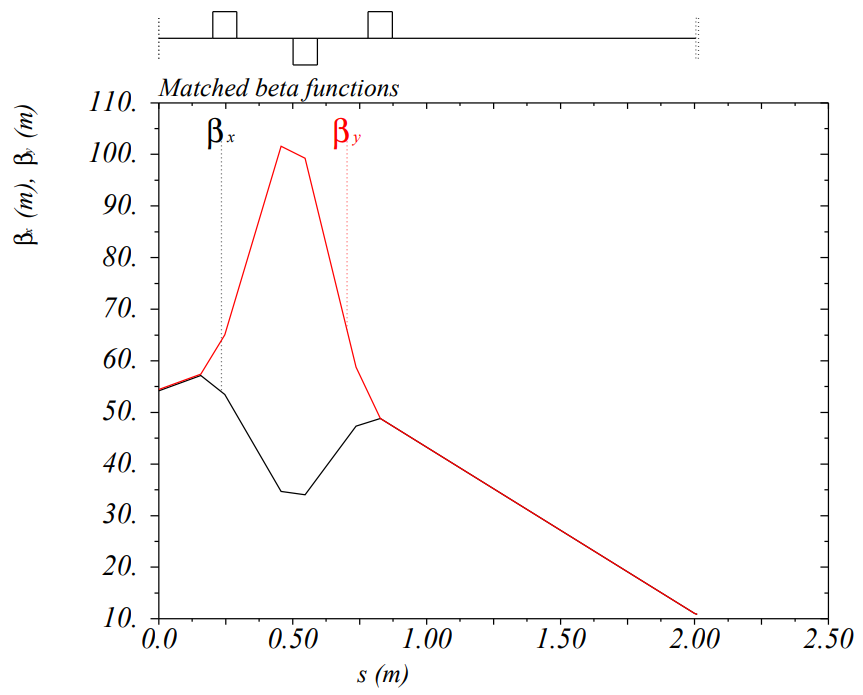 Matched beta functions
βx (m), βy (m)
βx
βy
110.
100.
90.
80.
70.
60.
50.
40.
30.
20.
10.
0.0 0.50 1.00 1.50 2.00 2.50
s (m)